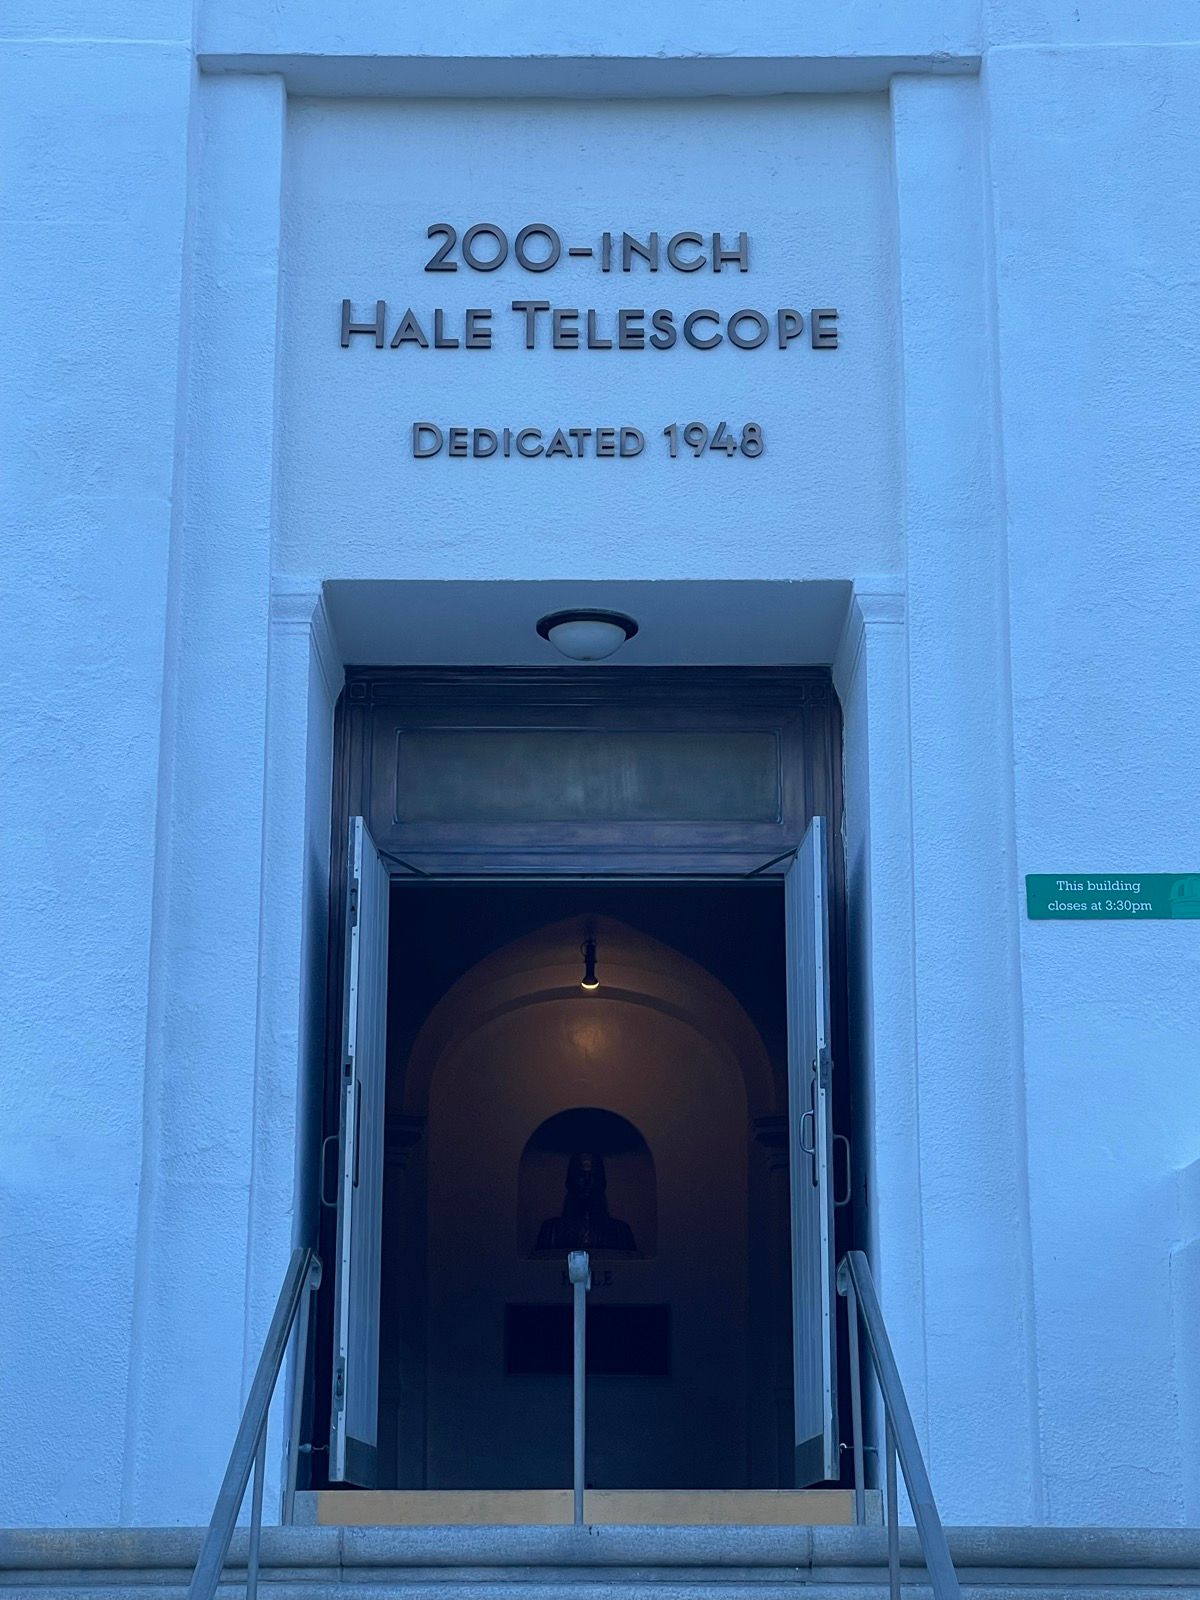 200-INCH
HALE TELESCOPE
DEDICATED 1948
This building
closes at 3:30pm